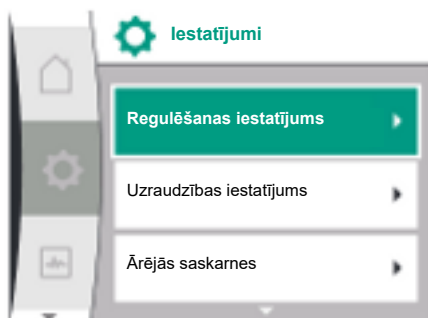 Iestatījumi
Regulēšanas iestatījums
Uzraudzības iestatījums
Ārējās saskarnes